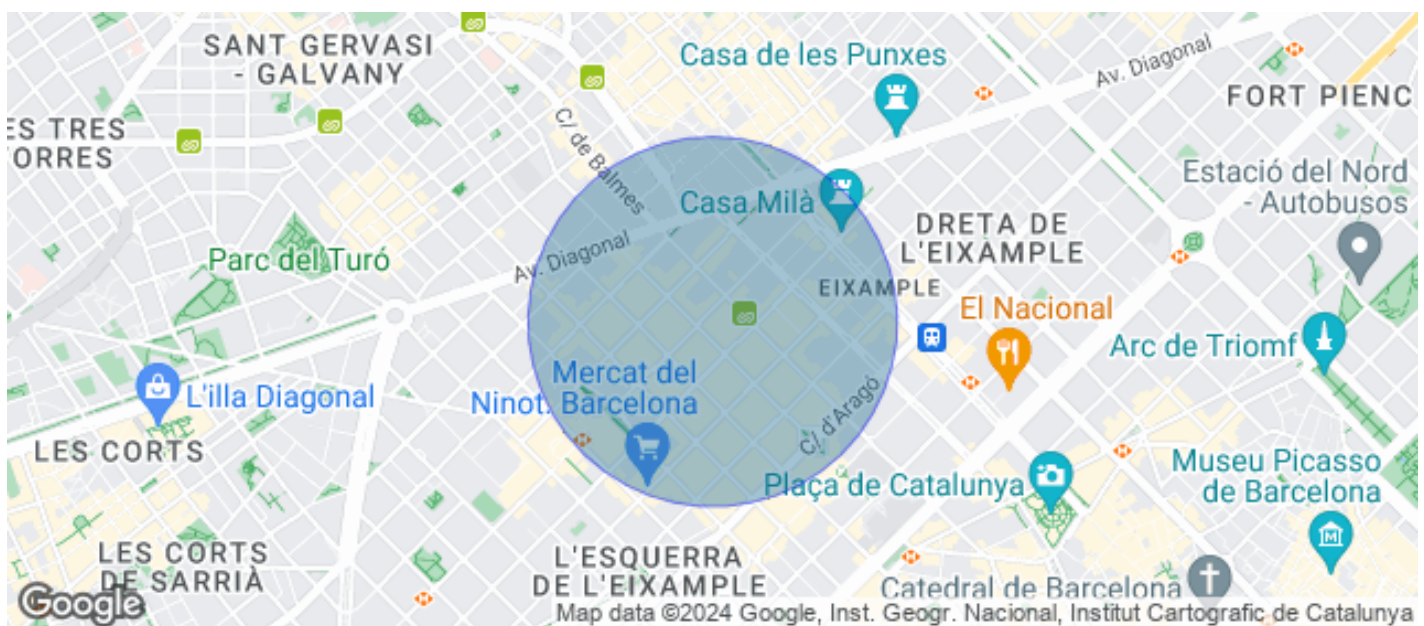 SANT GERVASI
- GALVANY
Casa de les Punxes
Av. Diagonal
FORT PIENC
ES TRES
ORRES
C/ de Balmes
Estació del Nord
- Autobusos
Casa Milà
DRETA DE
L'EIXAMPLE
Parc del Turó
Av. Diagonal
EIXAMPLE
El Nacional
Arc de Triomf
Mercat del
Ninot. Barcelona
L'illa Diagonal
C/ d'Aragó
LES CORTS
Plaça de Catalunya
Museu Picasso
de Barcelona
LES CORTS
DE SARRIÀ
L'ESQUERRA
DE L'EIXAMPLE
Catedral de Barcelona
Google
Map data ©2024 Google, Inst. Geogr. Nacional, Institut Cartografic de Catalunya